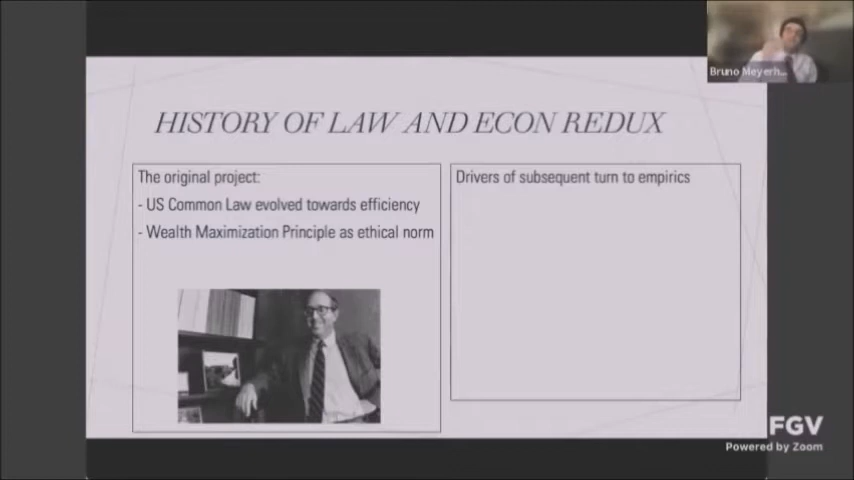 Bruno Meyerh...
HISTORY OF LAW AND ECON REDUX
The original project:
- US Common Law evolved towards efficiency
- Wealth Maximization Principle as ethical norm
Drivers of subsequent turn to empirics
FGV
Powered by Zoom